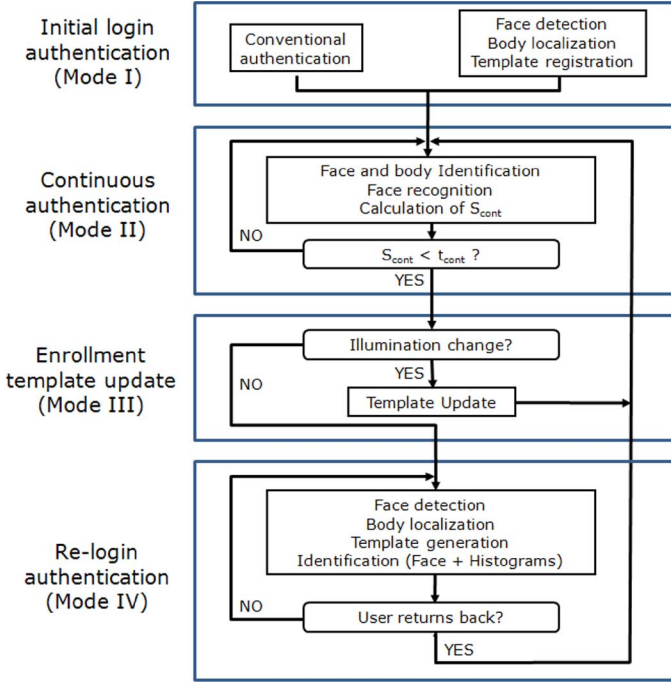 Initial login
authentication
(Mode I)
Conventional
authentication
Face detection
Body localization
Template registration
Continuous
authentication
(Mode II)
Face and body Identification
Face recognition
Calculation of Scont
NO
Scont < tcont ?
YES
Enrollment
template update
(Mode III)
Illumination change?
NO
YES
Template Update
Re-login
authentication
(Mode IV)
Face detection
Body localization
Template generation
Identification (Face + Histograms)
NO
User returns back?
YES